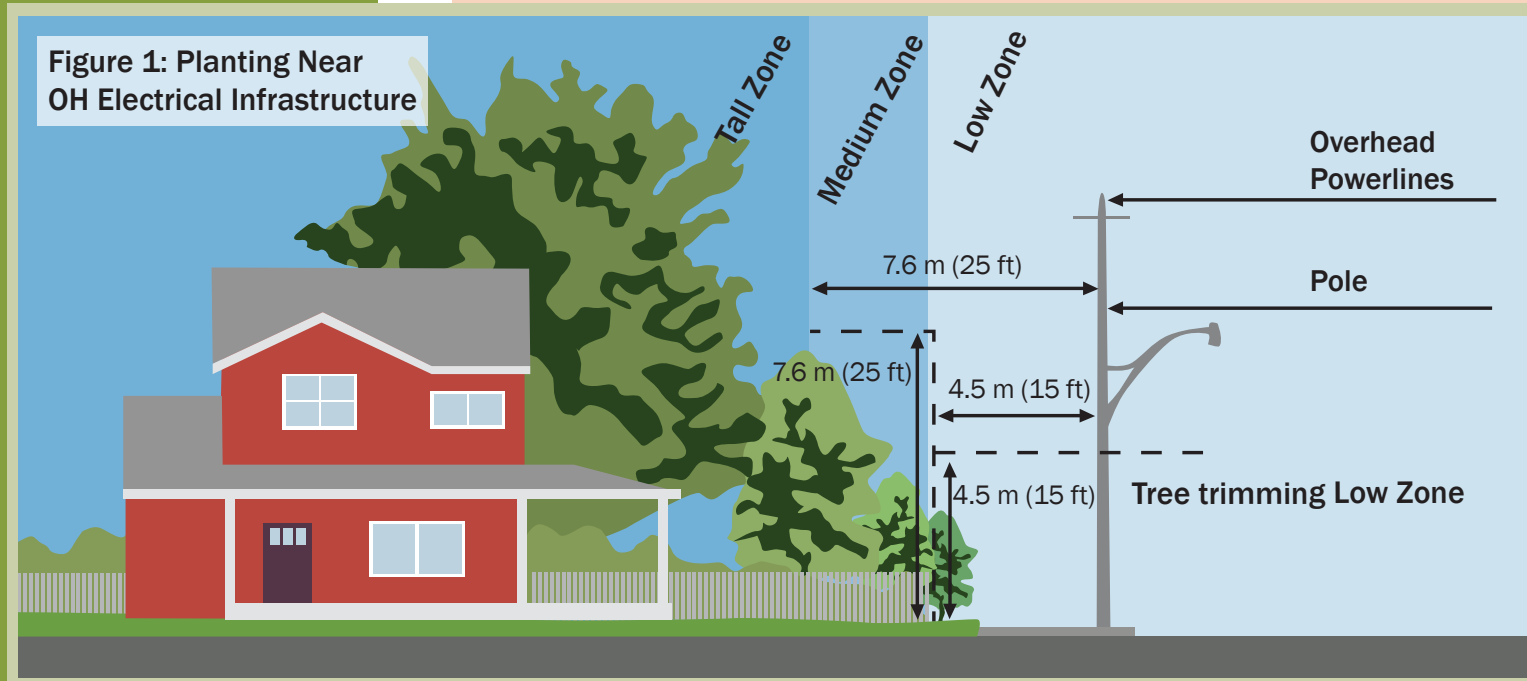 Figure 1: Planting Near
OH Electrical Infrastructure
Tall Zone
Medium Zone
Low Zone
Overhead
Powerlines
7.6 m (25 ft)
Pole
7.6 m (25 ft)
4.5 m (15 ft)
4.5 m (15 ft)
Tree trimming Low Zone